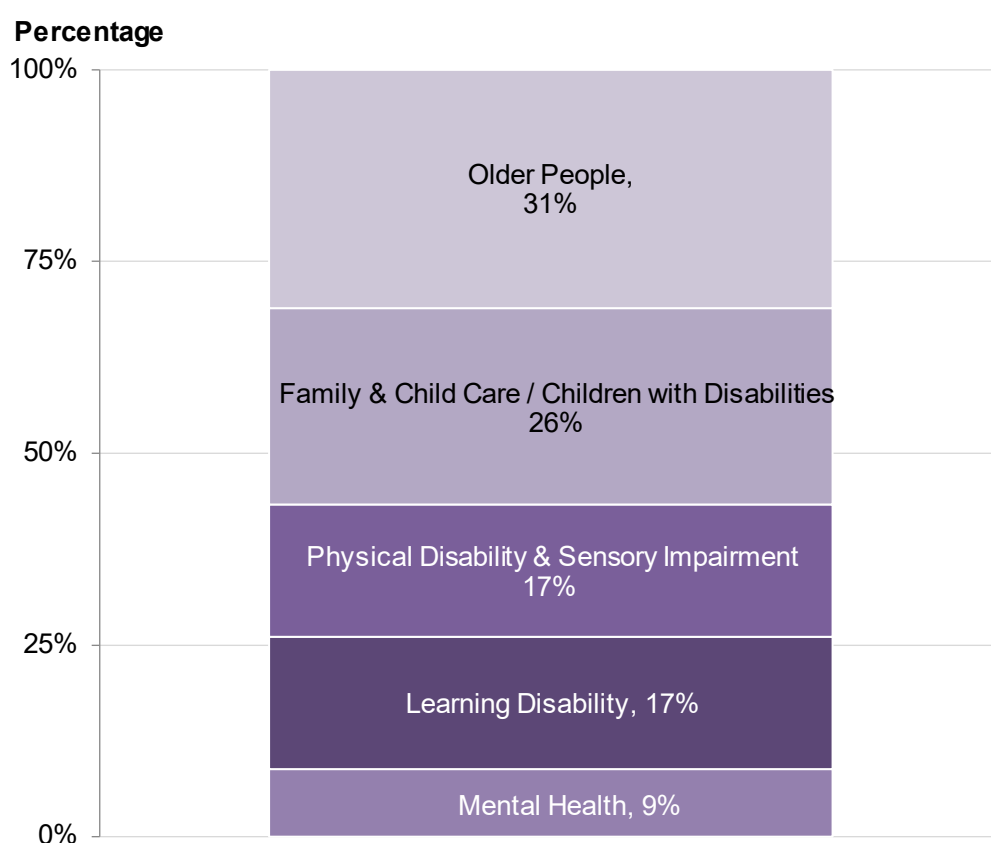 Percentage
100%
Older People,
31%
75%
Family & Child Care / Children with Disabilities
26%
50%
Physical Disability & Sensory Impairment
17%
25%
Learning Disability, 17%
Mental Health, 9%
0%